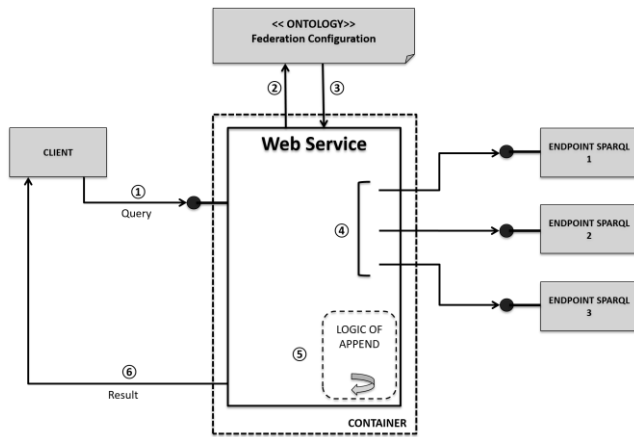 << ONTOLOGY>>
Federation Configuration
②
③
Web Service
CLIENT
①
Query
④
ENDPOINT SPARQL
1
ENDPOINT SPARQL
2
ENDPOINT SPARQL
3
LOGIC OF
APPEND
⑤
⑥
Result
CONTAINER